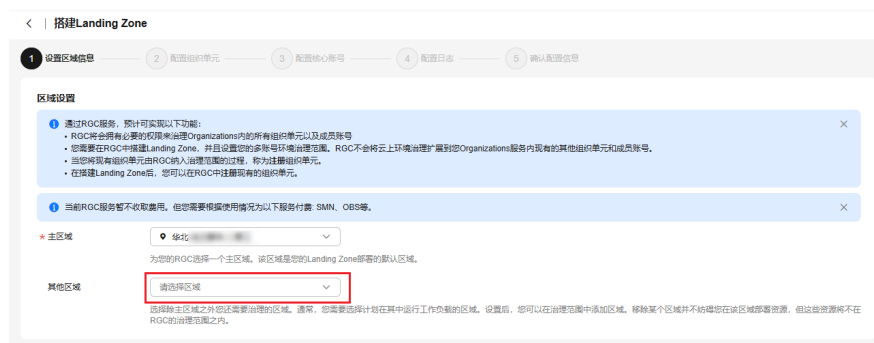 搭建Landing Zone
1 设置区域信息 2 配置组织单元 3 配置核心账号 4 配置日志 5 确认配置信息
区域设置
通过RGC服务，预计可实现以下功能：
• RGC将会拥有必要的权限来治理Organizations内的所有组织单元以及成员账号
• 您需要在RGC中搭建Landing Zone，并且设置您的多账号环境治理范围。RGC不会将云上环境治理扩展到您Organizations服务内现有的其他组织单元和成员账号。
• 当您将现有组织单元由RGC纳入治理范围的过程，称为注册组织单元。
• 在搭建Landing Zone后，您可以在RGC中注册现有的组织单元。
当前RGC服务暂不收取费用。但您需要根据使用情况为以下服务付费: SMN、OBS等。
* 主区域 华北
为您的RGC选择一个主区域。该区域是您的Landing Zone部署的默认区域。
其他区域 请选择区域
选择除主区域之外您还需要治理的区域。通常，您需要选择计划在其中运行工作负载的区域。设置后，您可以在治理范围中添加区域。移除某个区域并不妨碍您在该区域部署资源，但这些资源将不在
RGC的治理范围之内。